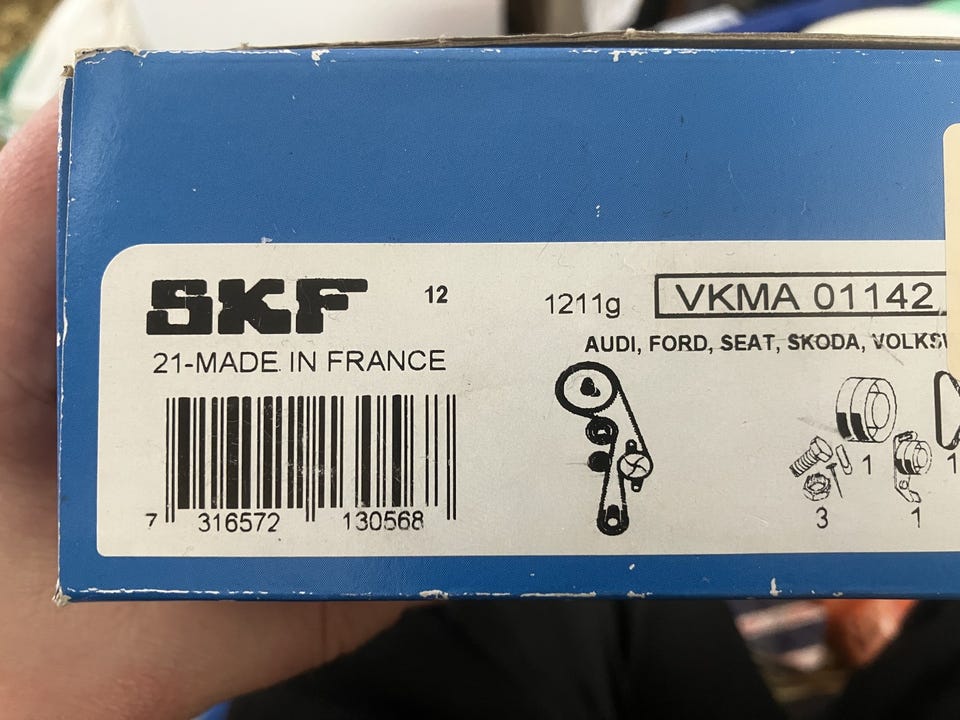 SKF
12
21-MADE IN FRANCE
7 316572 130568
1211g
VKMA 01142
AUDI, FORD, SEAT, SKODA,
1
1
3
1